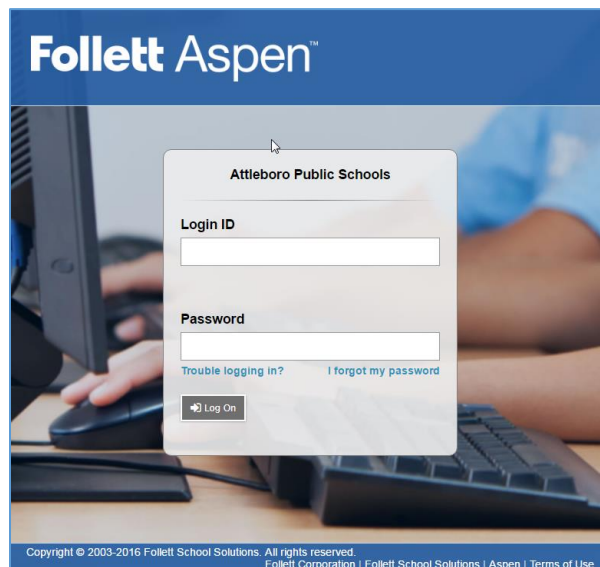 Follett Aspen™
Attleboro Public Schools
Login ID
Password
Trouble logging in? I forgot my password
Log On
Copyright © 2003-2016 Follett School Solutions. All rights reserved.
Follett Corporation | Follett School Solutions | Aspen | Terms of Use